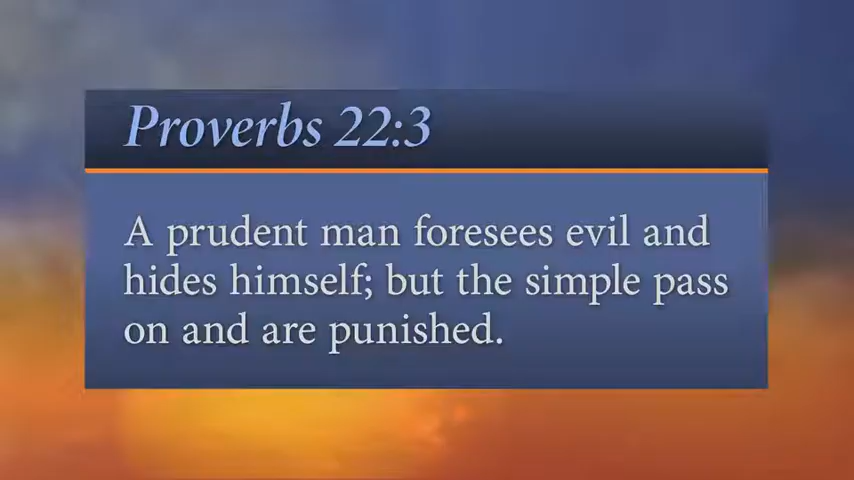 Proverbs 22:3
A prudent man foresees evil and
hides himself; but the simple pass
on and are punished.